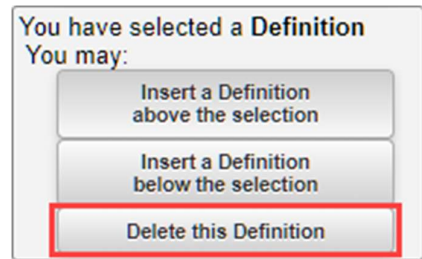 You have selected a Definition
You may:
Insert a Definition
above the selection
Insert a Definition
below the selection
Delete this Definition